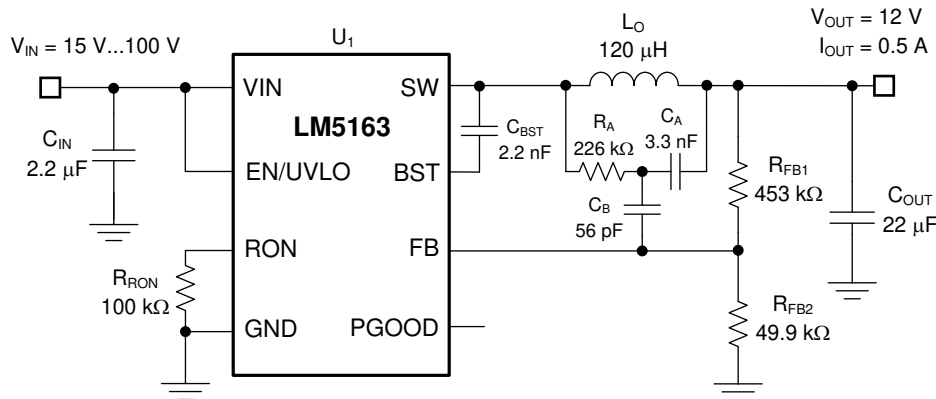 V_IN = 15 V...100 V
U_1
L_O
120 μH
V_OUT = 12 V
I_OUT = 0.5 A
VIN
SW
LM5163
C_IN
2.2 μF
EN/UVLO
BST
C_BST
2.2 nF
R_A
226 kΩ
C_A
3.3 nF
C_B
56 pF
R_FB1
453 kΩ
C_OUT
22 μF
RON
FB
R_RON
100 kΩ
GND
PGOOD
R_FB2
49.9 kΩ